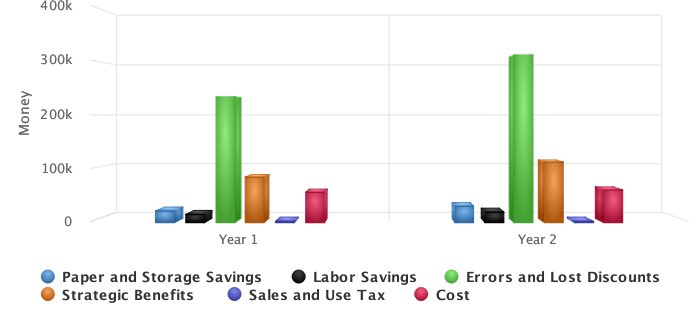 400k
300k
200k
100k
0
Money
Year 1 Year 2
Paper and Storage Savings Labor Savings Errors and Lost Discounts
Strategic Benefits Sales and Use Tax Cost